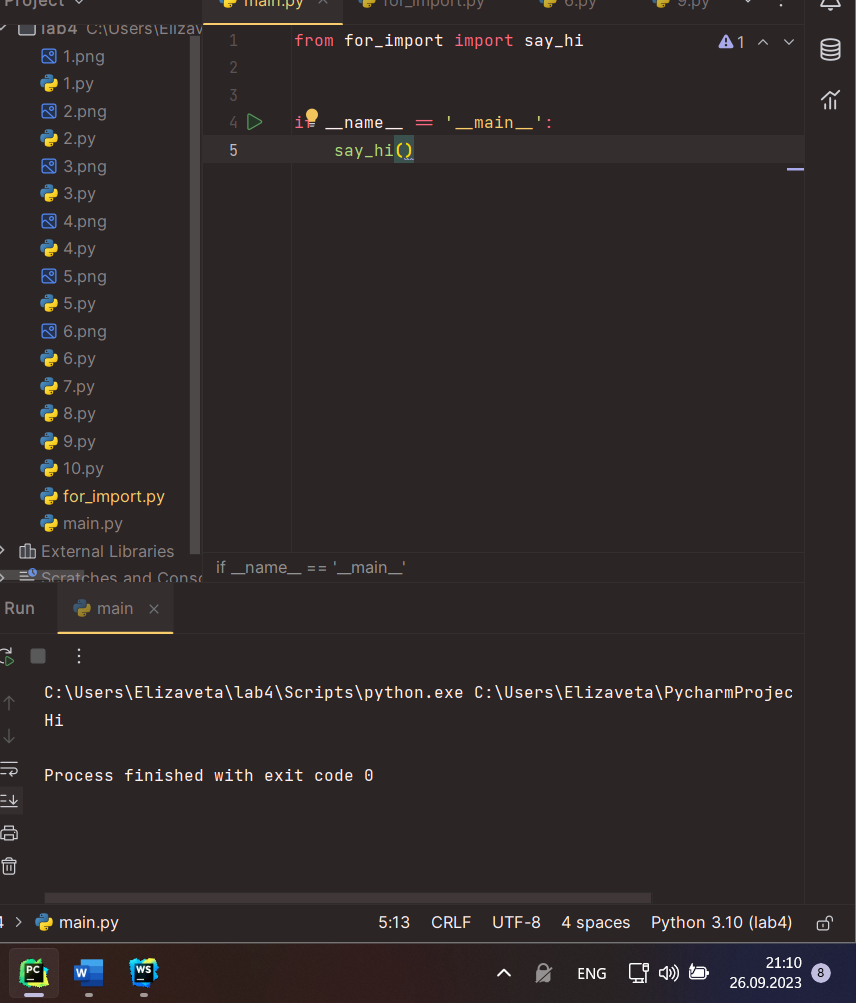 Project
main.py
for_import.py
6.py
9.py
lab4 C:\Users\Elizav
1.png
1.py
2.png
2.py
3.png
3.py
4.png
4.py
5.png
5.py
6.png
6.py
7.py
8.py
9.py
10.py
for_import.py
main.py
External Libraries
Scratches and Conso
1 from for_import import say_hi
2
3
4 if __name__ == '__main__':
5 say_hi()
1
if __name__ == '__main__'
Run main
C:\Users\Elizaveta\lab4\Scripts\python.exe C:\Users\Elizaveta\PycharmProjec
Hi
Process finished with exit code 0
4 > main.py 5:13 CRLF UTF-8 4 spaces Python 3.10 (lab4)
PC W WS ENG 21:10
26.09.2023 8